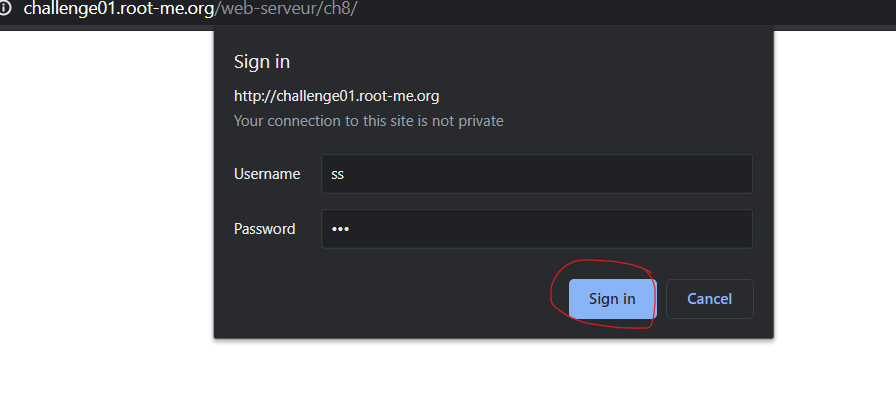 challenge01.root-me.org/web-serveur/ch8/
Sign in
http://challenge01.root-me.org
Your connection to this site is not private
Username ss
Password •••
Sign in Cancel